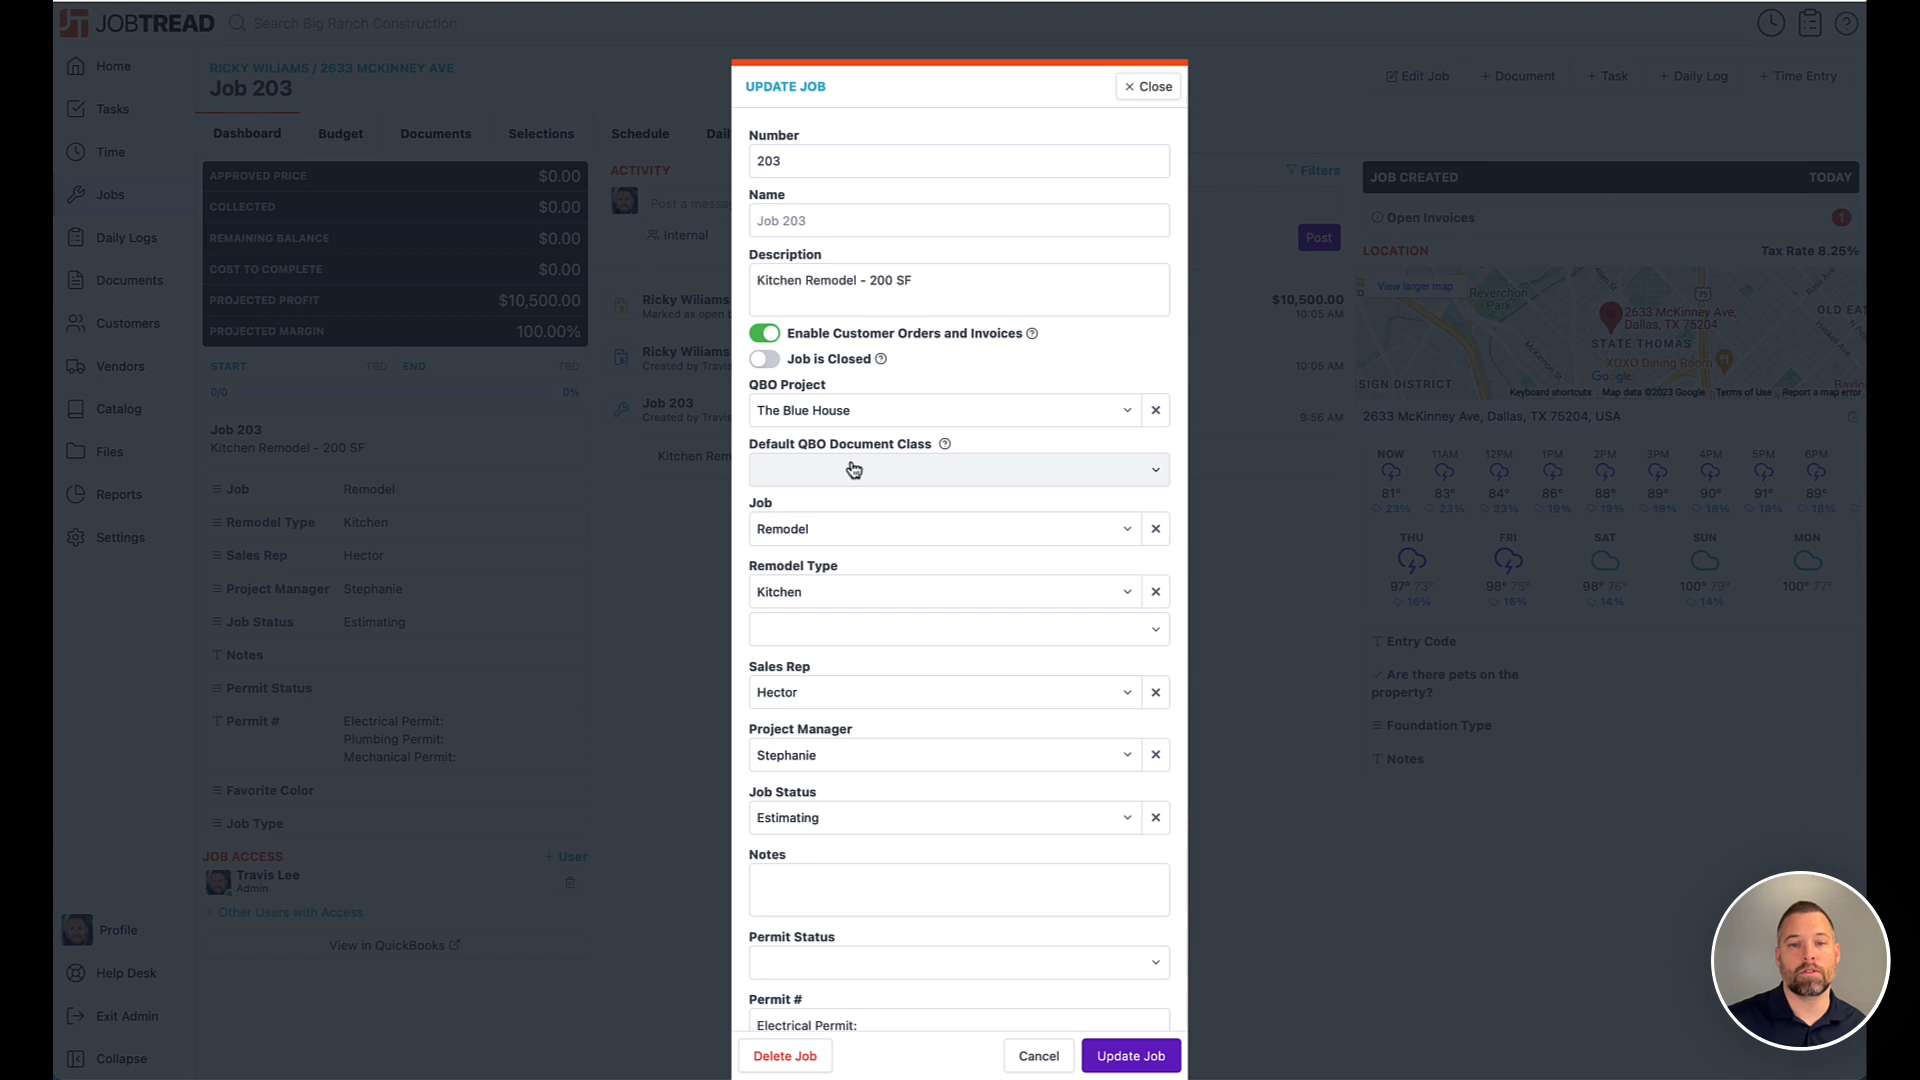 JOBTREAD
Search Big Ranch Construction
Home
Tasks
Time
Jobs
Daily Logs
Documents
Customers
Vendors
Catalog
Files
Reports
Settings
Profile
Help Desk
Exit Admin
Collapse
RICKY WILIAMS / 2633 MCKINNEY AVE
Job 203
Edit Job
+ Document
+ Task
+ Daily Log
+ Time Entry
Dashboard
Budget
Documents
Selections
Schedule
APPROVED PRICE $0.00
COLLECTED $0.00
REMAINING BALANCE $0.00
COST TO COMPLETE $0.00
PROJECTED PROFIT $10,500.00
PROJECTED MARGIN 100.00%
START TBD END TBD
0/0 0%
Job 203
Kitchen Remodel - 200 SF
Job Remodel
Remodel Type Kitchen
Sales Rep Hector
Project Manager Stephanie
Job Status Estimating
Notes
Permit Status
Permit # Electrical Permit:
Plumbing Permit:
Mechanical Permit:
Favorite Color
Job Type
JOB ACCESS + User
Travis Lee
Admin
Other Users with Access
View in QuickBooks
ACTIVITY
Filters
Post a messa
Internal
Post
Ricky Wiliams
Marked as open b
$10,500.00
10:05 AM
Ricky Wiliams
Created by Travis
10:05 AM
Job 203
Created by Travis
9:56 AM
Kitchen Rem
UPDATE JOB
× Close
Number
203
Name
Job 203
Description
Kitchen Remodel - 200 SF
Enable Customer Orders and Invoices
Job is Closed
QBO Project
The Blue House
Default QBO Document Class
Job
Remodel
Remodel Type
Kitchen
Sales Rep
Hector
Project Manager
Stephanie
Job Status
Estimating
Notes
Permit Status
Permit #
Electrical Permit:
Delete Job
Cancel
Update Job
JOB CREATED TODAY
Open Invoices 1
LOCATION Tax Rate 8.25%
View larger map
Reverchon
Park
75
2633 McKinney Ave,
Dallas, TX 75204
OLD EAS
STATE THOMAS
XOXO Dining Room
SIGN DISTRICT
Google
Keyboard shortcuts Map data ©2023 Google Terms of Use Report a map error
2633 McKinney Ave, Dallas, TX 75204, USA
NOW 11AM 12PM 1PM 2PM 3PM 4PM 5PM 6PM
81° 83° 84° 86° 88° 89° 90° 91° 89°
23% 23% 23% 19% 19% 19% 18% 18% 18%
THU FRI SAT SUN MON
97° 73° 98° 75° 98° 76° 100° 79° 100° 77°
16% 16% 14% 14%
Entry Code
Are there pets on the
property?
Foundation Type
Notes